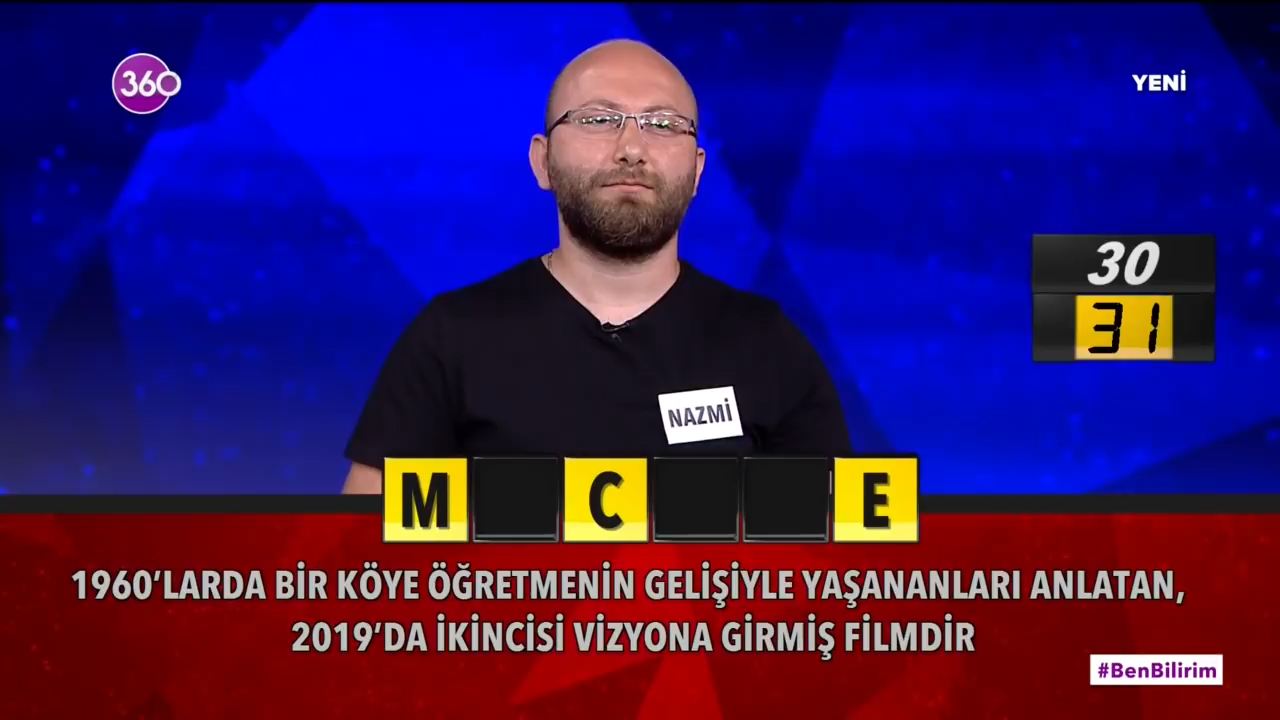 360
YENİ
30
31
NAZMİ
M C E
1960'LARDA BİR KÖYE ÖĞRETMENİN GELİŞİYLE YAŞANANLARI ANLATAN,
2019'DA İKİNCİSİ VİZYONA GİRMİŞ FİLMDİR
#BenBilirim